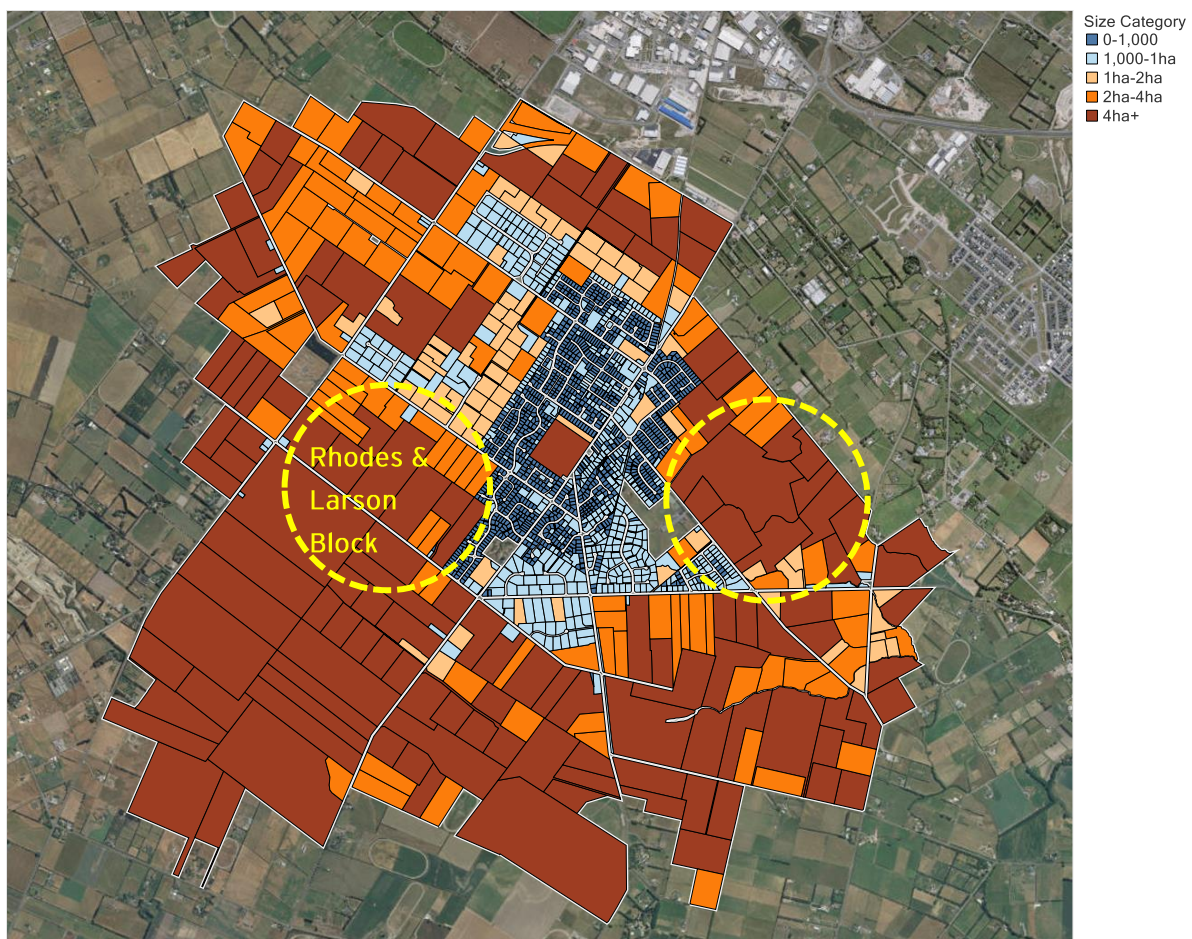 Size Category
0-1,000
1,000-1ha
1ha-2ha
2ha-4ha
4ha+
Rhodes &
Larson
Block